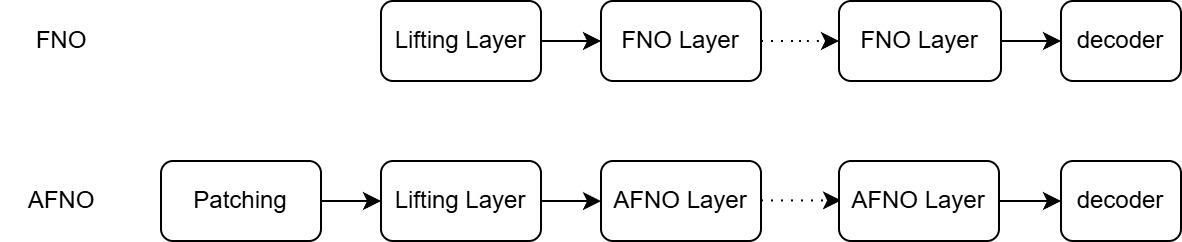 FNO
Lifting Layer
FNO Layer
FNO Layer
decoder
AFNO
Patching
Lifting Layer
AFNO Layer
AFNO Layer
decoder